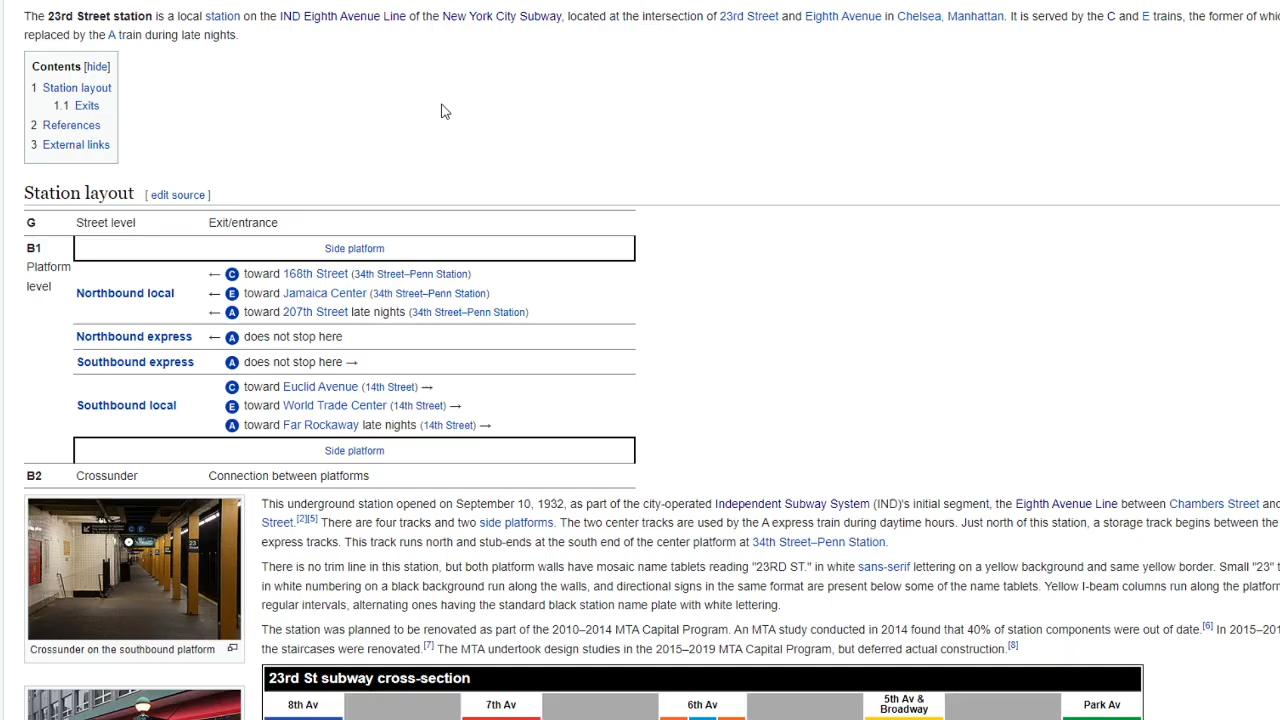 The 23rd Street station is a local station on the IND Eighth Avenue Line of the New York City Subway, located at the intersection of 23rd Street and Eighth Avenue in Chelsea, Manhattan. It is served by the C and E trains, the former of
replaced by the A train during late nights.
Contents [hide]
1 Station layout
1.1 Exits
2 References
3 External links
Station layout [ edit source ]
G Street level Exit/entrance
B1 Side platform
Platform
level
← C toward 168th Street (34th Street–Penn Station)
Northbound local ← E toward Jamaica Center (34th Street–Penn Station)
← A toward 207th Street late nights (34th Street–Penn Station)
Northbound express ← A does not stop here
Southbound express A does not stop here →
C toward Euclid Avenue (14th Street) →
Southbound local E toward World Trade Center (14th Street) →
A toward Far Rockaway late nights (14th Street) →
Side platform
B2 Crossunder Connection between platforms
This underground station opened on September 10, 1932, as part of the city-operated Independent Subway System (IND)'s initial segment, the Eighth Avenue Line between Chambers Street and
Street.[2][5] There are four tracks and two side platforms. The two center tracks are used by the A express train during daytime hours. Just north of this station, a storage track begins between the
express tracks. This track runs north and stub-ends at the south end of the center platform at 34th Street–Penn Station.
There is no trim line in this station, but both platform walls have mosaic name tablets reading "23RD ST." in white sans-serif lettering on a yellow background and same yellow border. Small "23"
in white numbering on a black background run along the walls, and directional signs in the same format are present below some of the name tablets. Yellow I-beam columns run along the
regular intervals, alternating ones having the standard black station name plate with white lettering.
The station was planned to be renovated as part of the 2010–2014 MTA Capital Program. An MTA study conducted in 2014 found that 40% of station components were out of date.[6] In
the staircases were renovated.[7] The MTA undertook design studies in the 2015–2019 MTA Capital Program, but deferred actual construction.[8]
23
Crossunder on the southbound platform
23rd St subway cross-section
8th Av 7th Av 6th Av 5th Av & Broadway Park Av